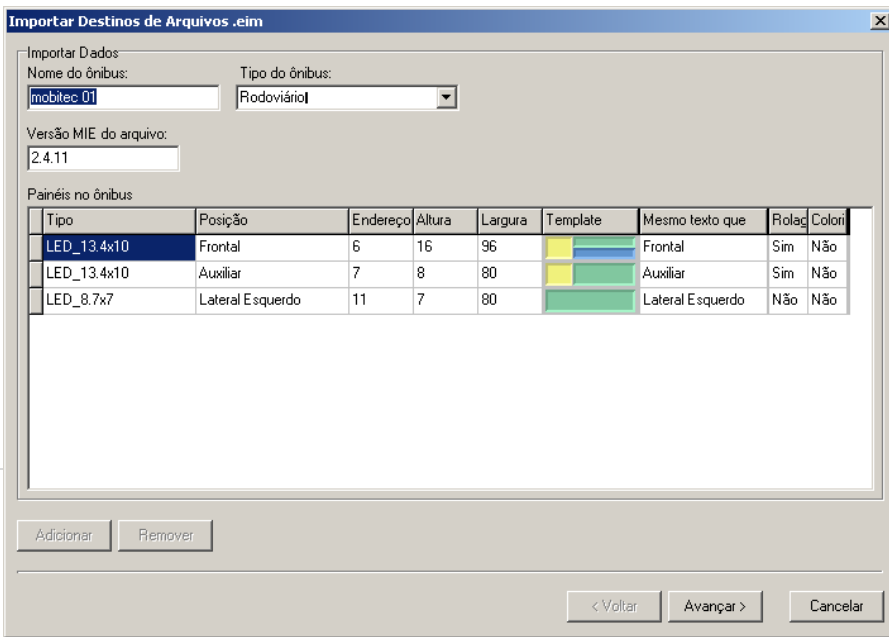 Importar Destinos de Arquivos .eim
Importar Dados
Nome do ônibus: Tipo do ônibus:
mobitec 01 Rodoviário
Versão MIE do arquivo:
2.4.11
Painéis no ônibus
Tipo Posição Endereço Altura Largura Template Mesmo texto que Rolag Colori
LED_13.4x10 Frontal 6 16 96 Frontal Sim Não
LED_13.4x10 Auxiliar 7 8 80 Auxiliar Sim Não
LED_8.7x7 Lateral Esquerdo 11 7 80 Lateral Esquerdo Não Não
Adicionar Remover
< Voltar Avançar > Cancelar